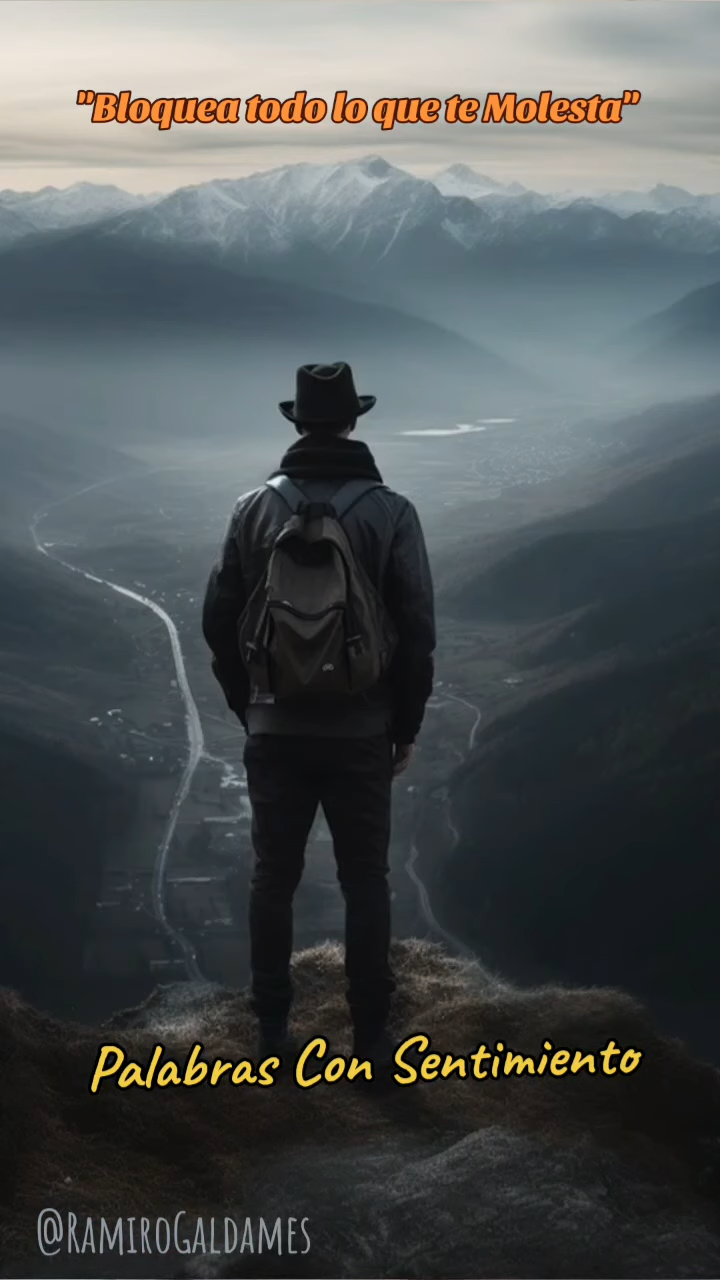 "Bloquea todo lo que te Molesta"
Palabras Con Sentimiento
@RamiroGaldames